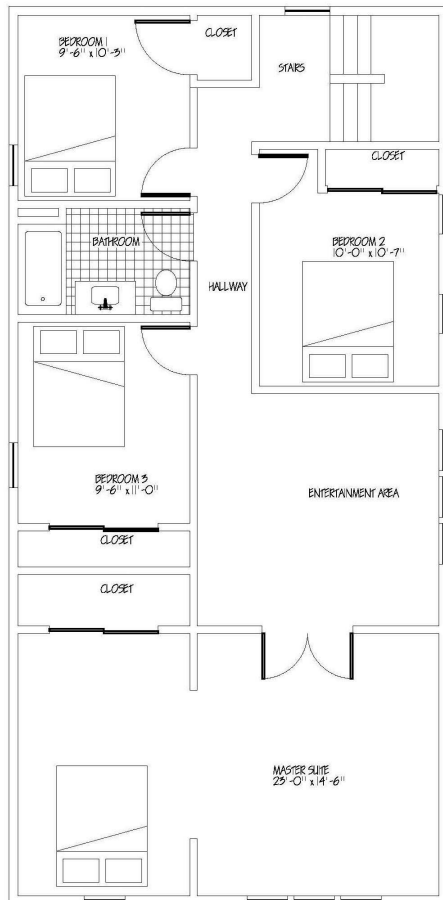 BEDROOM 1
9'-6" x 10'-3"
CLOSET
STAIRS
CLOSET
BATHROOM
BEDROOM 2
10'-0" x 10'-7"
HALLWAY
BEDROOM 3
9'-6" x 11'-0"
ENTERTAINMENT AREA
CLOSET
CLOSET
MASTER SUITE
23'-0" x 14'-6"